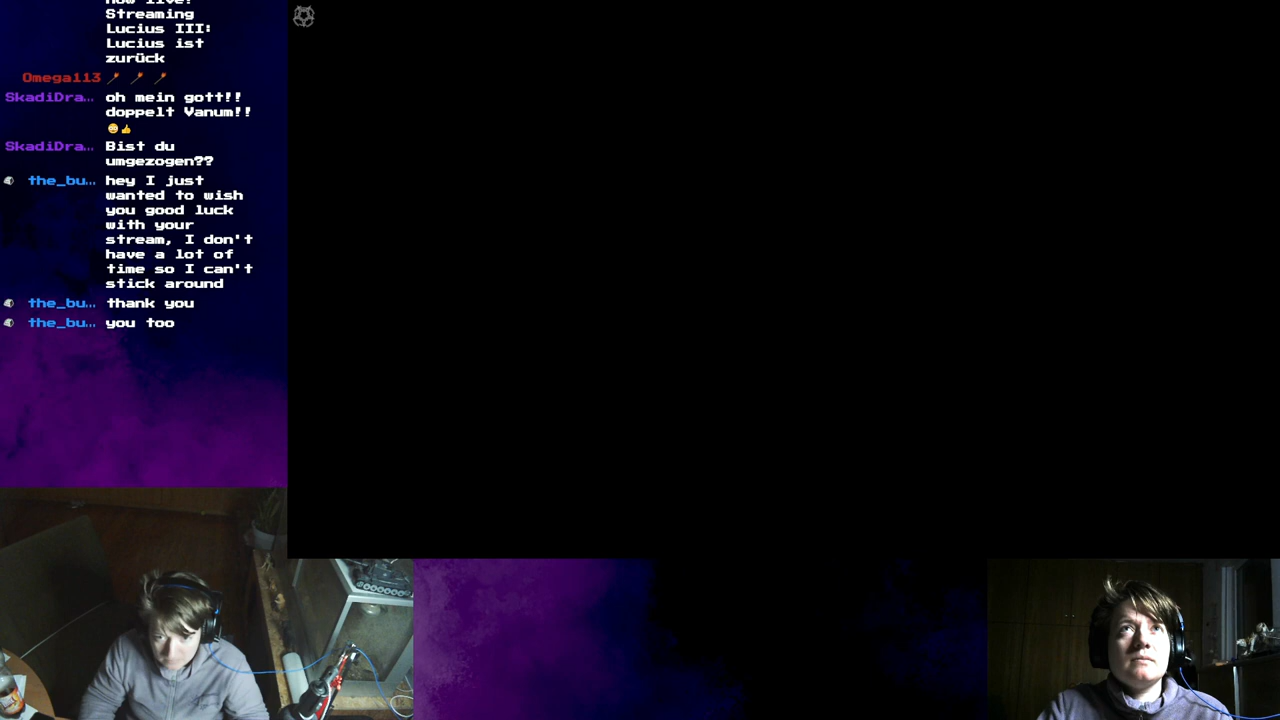 now live!
Streaming
Lucius III:
Lucius ist
zurück
Omega113
SkadiDra... oh mein gott!!
doppelt Vanum!!
SkadiDra... Bist du
umgezogen??
the_bu... hey I just
wanted to wish
you good luck
with your
stream, I don't
have a lot of
time so I can't
stick around
the_bu... thank you
the_bu... you too